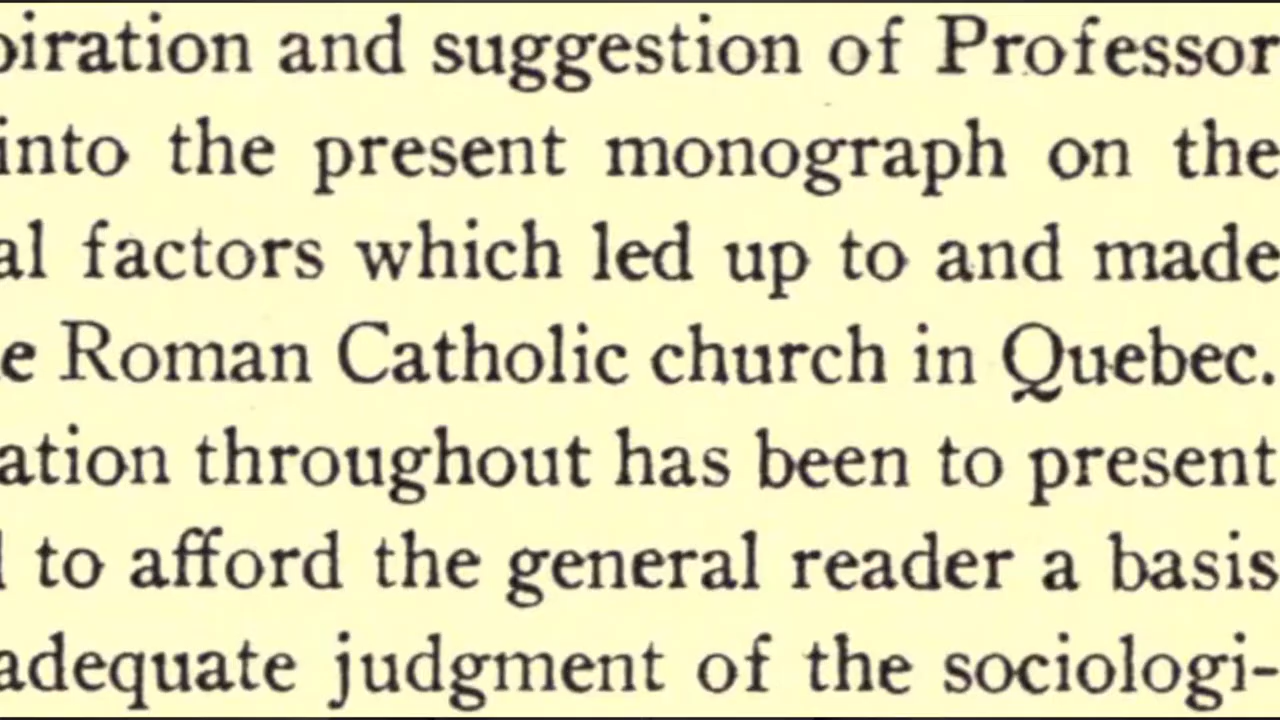 piration and suggestion of Professor
into the present monograph on the
al factors which led up to and made
e Roman Catholic church in Quebec.
ation throughout has been to present
to afford the general reader a basis
adequate judgment of the sociologi-